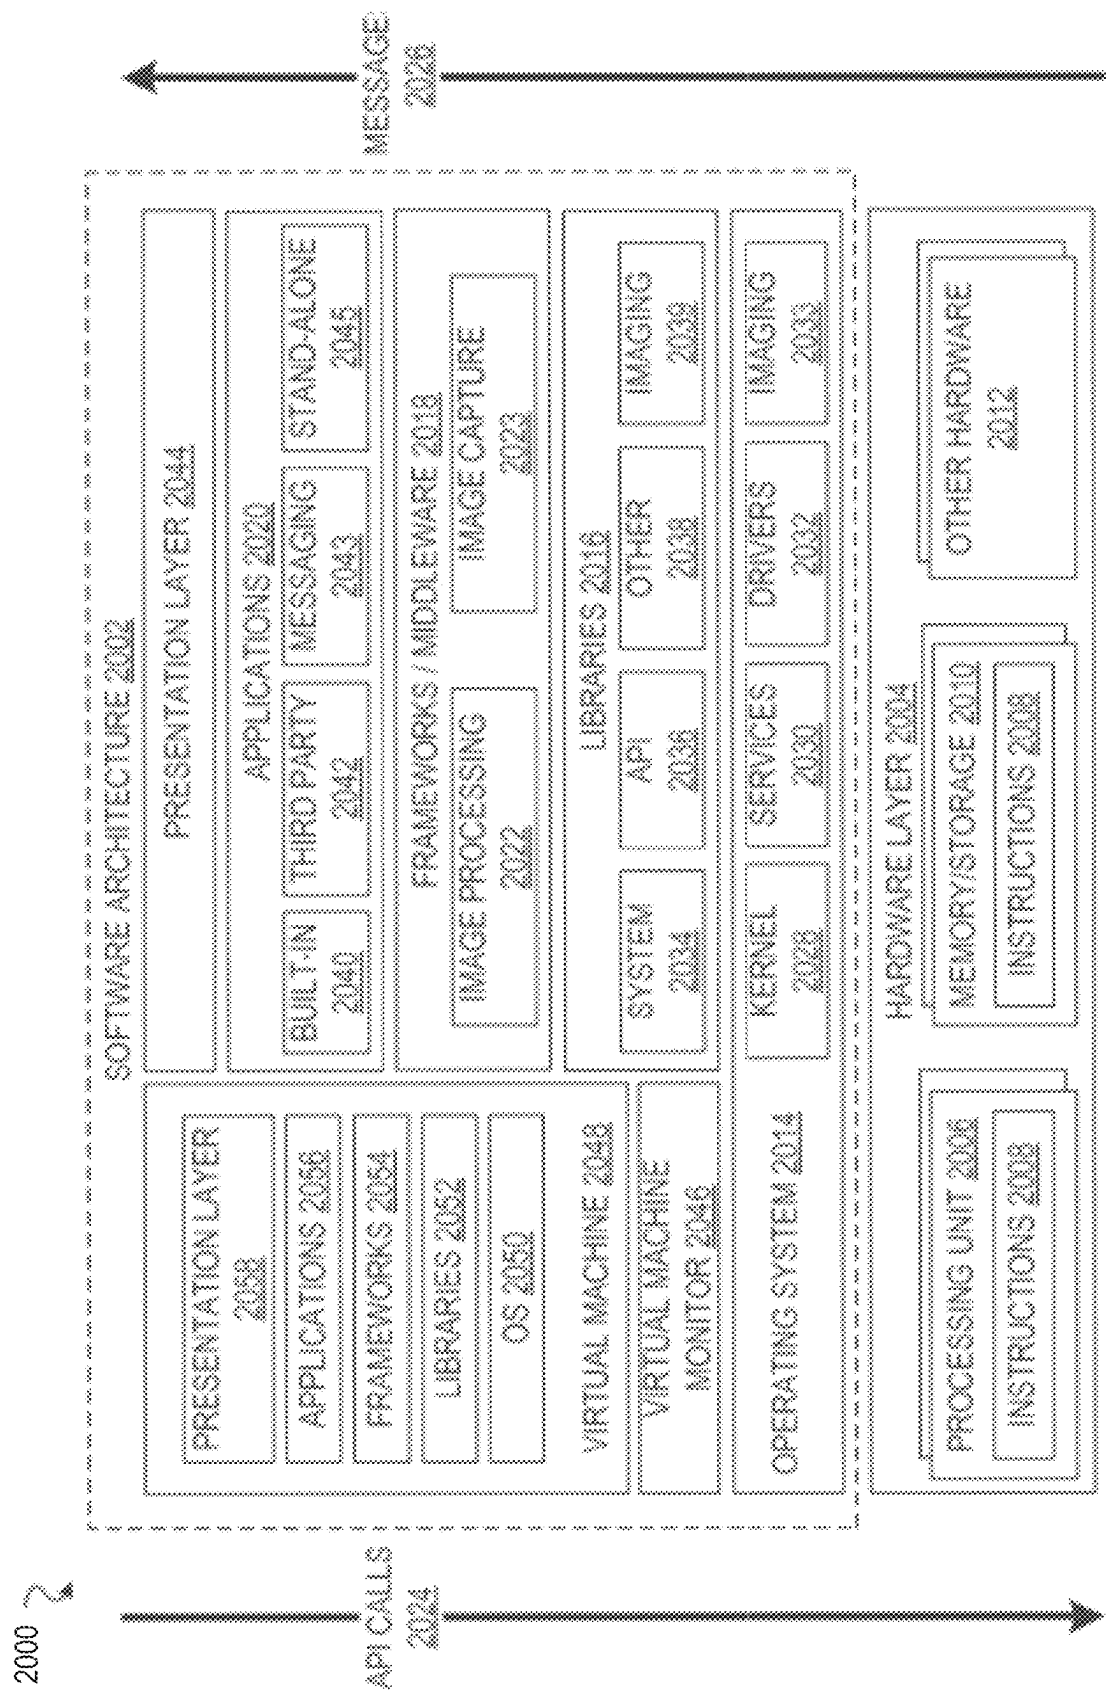 2000
SOFTWARE ARCHITECTURE 2002
PRESENTATION LAYER 2044
PRESENTATION LAYER
2058
APPLICATIONS 2020
BUILT-IN
2040
THIRD PARTY
2042
MESSAGING
2043
STAND-ALONE
2045
APPLICATIONS 2056
FRAMEWORKS 2054
LIBRARIES 2052
OS 2050
VIRTUAL MACHINE 2048
API CALLS
2024
MESSAGE
2026
FRAMEWORKS / MIDDLEWARE 2018
IMAGE PROCESSING
2022
IMAGE CAPTURE
2023
LIBRARIES 2016
SYSTEM
2034
API
2036
OTHER
2038
IMAGING
2039
VIRTUAL MACHINE
MONITOR 2046
OPERATING SYSTEM 2014
KERNEL
2028
SERVICES
2030
DRIVERS
2032
IMAGING
2033
HARDWARE LAYER 2004
PROCESSING UNIT 2006
INSTRUCTIONS 2008
MEMORY/STORAGE 2010
INSTRUCTIONS 2008
OTHER HARDWARE
2012